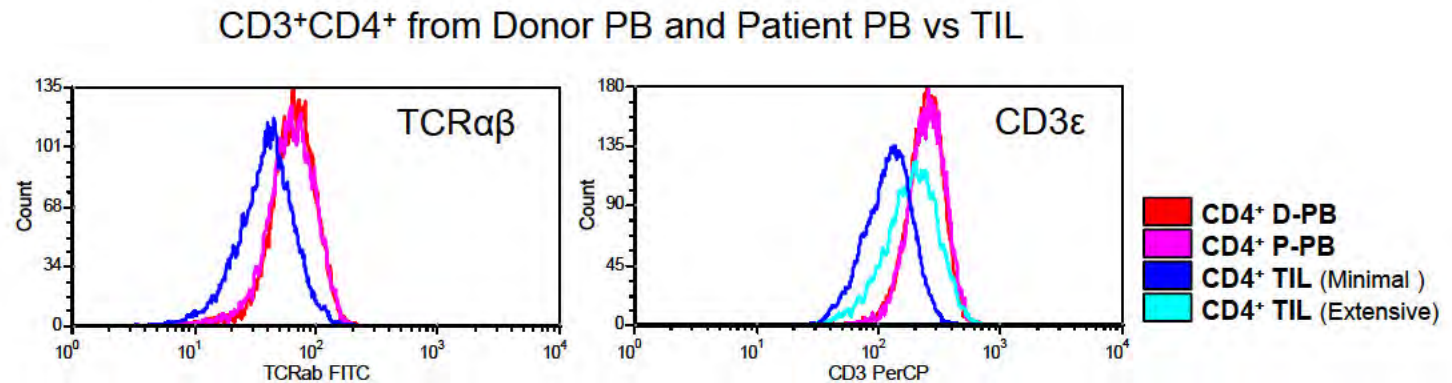 CD3⁺CD4⁺ from Donor PB and Patient PB vs TIL
TCRαβ
135
101
68
34
0
Count
10⁰ 10¹ 10² 10³ 10⁴
TCRab FITC
CD3ε
180
135
90
45
0
Count
10⁰ 10¹ 10² 10³ 10⁴
CD3 PerCP
CD4⁺ D-PB
CD4⁺ P-PB
CD4⁺ TIL (Minimal )
CD4⁺ TIL (Extensive)